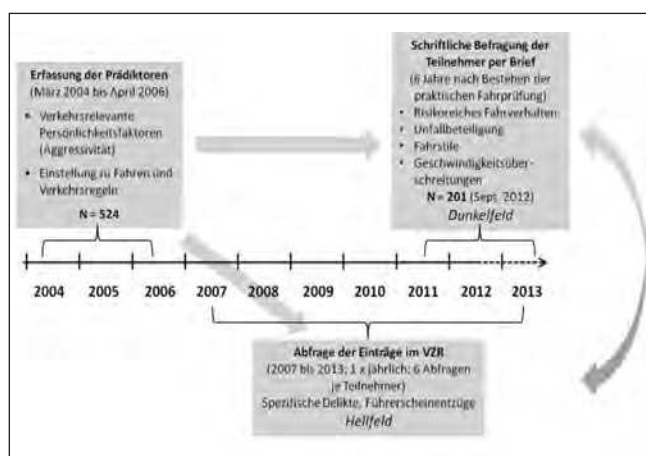 Erfassung der Prädiktoren
(März 2004 bis April 2006)
• Verkehrsrelevante
Persönlichkeitsfaktoren
(Aggressivität)
• Einstellung zu Fahren und
Verkehrsregeln
N = 524
Schriftliche Befragung der
Teilnehmer per Brief
(6 Jahre nach Bestehen der
praktischen Fahrprüfung)
• Risikoreiches Fahrverhalten
• Unfallbeteiligung
• Fahrstile
• Geschwindigkeitsüber-
schreitungen
N = 201 (Sept. 2012)
Dunkelfeld
2004 2005 2006 2007 2008 2009 2010 2011 2012 2013
Abfrage der Einträge im VZR
(2007 bis 2013; 1 x jährlich; 6 Abfragen
je Teilnehmer)
Spezifische Delikte, Führerscheinentzüge
Hellfeld